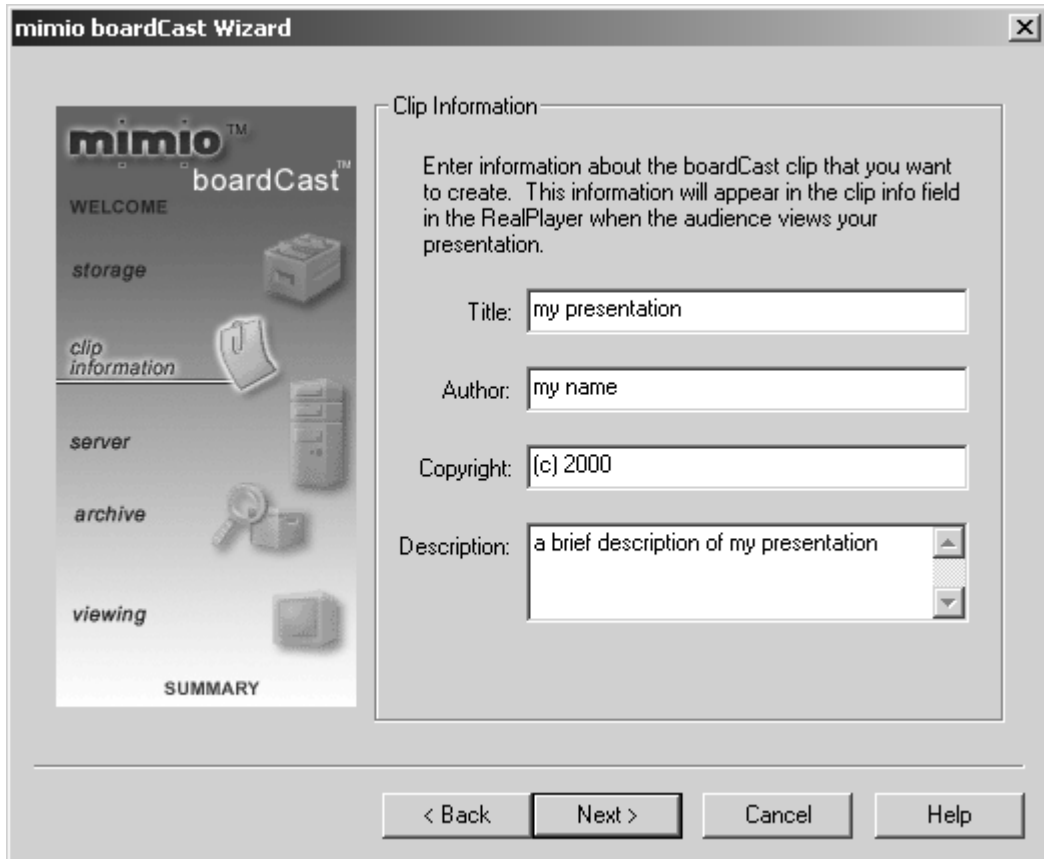 mimio boardCast Wizard
mimio™
boardCast™
WELCOME
storage
clip
information
server
archive
viewing
SUMMARY
Clip Information
Enter information about the boardCast clip that you want
to create. This information will appear in the clip info field
in the RealPlayer when the audience views your
presentation.
Title: my presentation
Author: my name
Copyright: (c) 2000
Description: a brief description of my presentation
< Back Next > Cancel Help